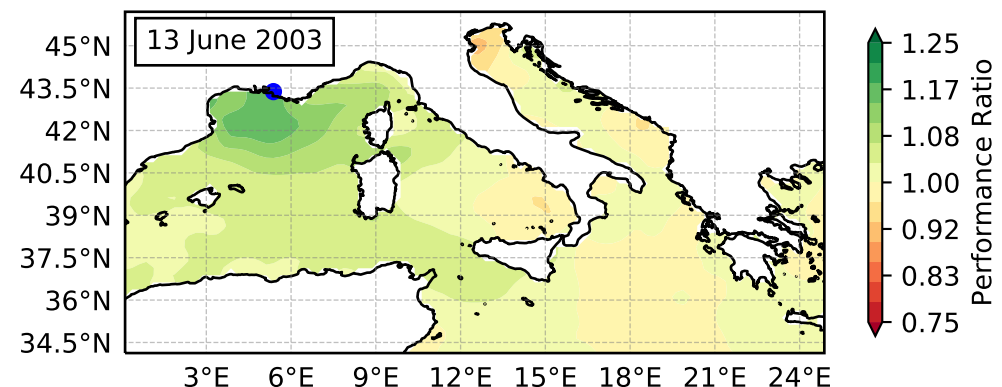 13 June 2003
45°N
43.5°N
42°N
40.5°N
39°N
37.5°N
36°N
34.5°N
3°E 6°E 9°E 12°E 15°E 18°E 21°E 24°E
1.25
1.17
1.08
1.00
0.92
0.83
0.75
Performance Ratio